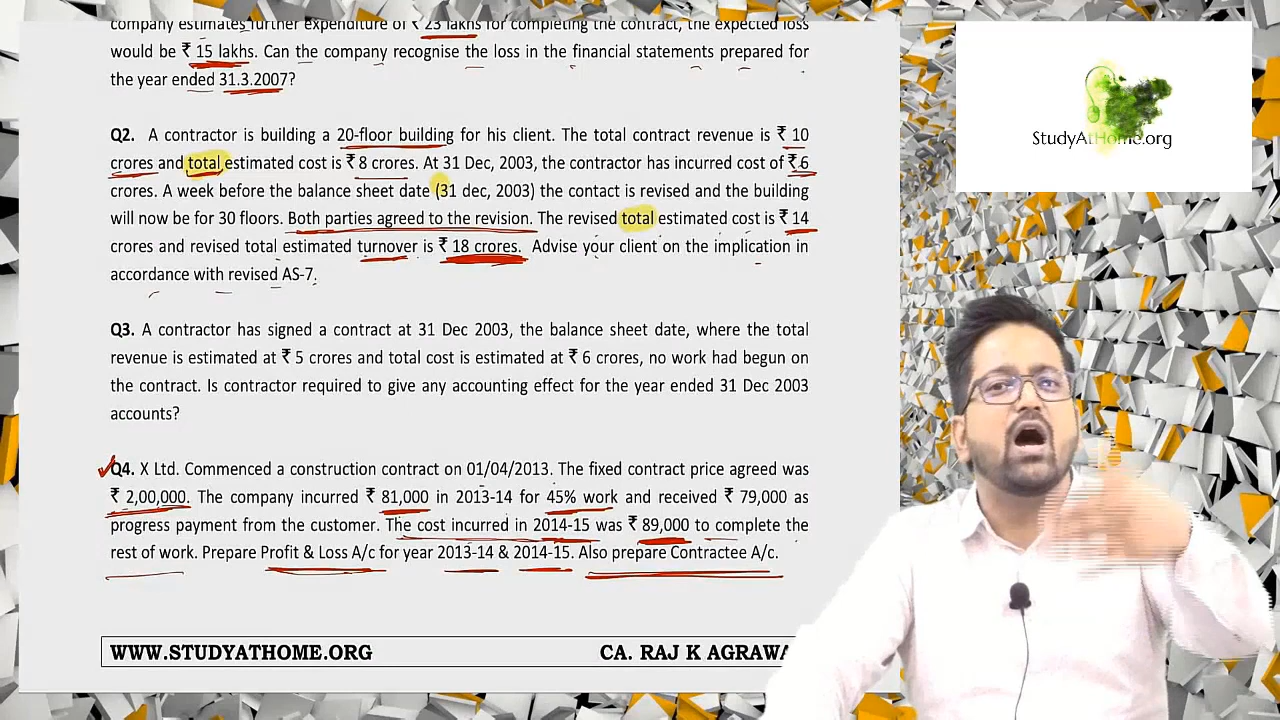 company estimates further expenditure of ₹ 23 lakhs for completing the contract, the expected loss
would be ₹ 15 lakhs. Can the company recognise the loss in the financial statements prepared for
the year ended 31.3.2007?
Q2. A contractor is building a 20-floor building for his client. The total contract revenue is ₹ 10
crores and total estimated cost is ₹ 8 crores. At 31 Dec, 2003, the contractor has incurred cost of ₹ 6
crores. A week before the balance sheet date (31 dec, 2003) the contact is revised and the building
will now be for 30 floors. Both parties agreed to the revision. The revised total estimated cost is ₹ 14
crores and revised total estimated turnover is ₹ 18 crores. Advise your client on the implication in
accordance with revised AS-7.
Q3. A contractor has signed a contract at 31 Dec 2003, the balance sheet date, where the total
revenue is estimated at ₹ 5 crores and total cost is estimated at ₹ 6 crores, no work had begun on
the contract. Is contractor required to give any accounting effect for the year ended 31 Dec 2003
accounts?
Q4. X Ltd. Commenced a construction contract on 01/04/2013. The fixed contract price agreed was
₹ 2,00,000. The company incurred ₹ 81,000 in 2013-14 for 45% work and received ₹ 79,000 as
progress payment from the customer. The cost incurred in 2014-15 was ₹ 89,000 to complete the
rest of work. Prepare Profit & Loss A/c for year 2013-14 & 2014-15. Also prepare Contractee A/c.
WWW.STUDYATHOME.ORG CA. RAJ K AGRAWA
StudyAtHome.org